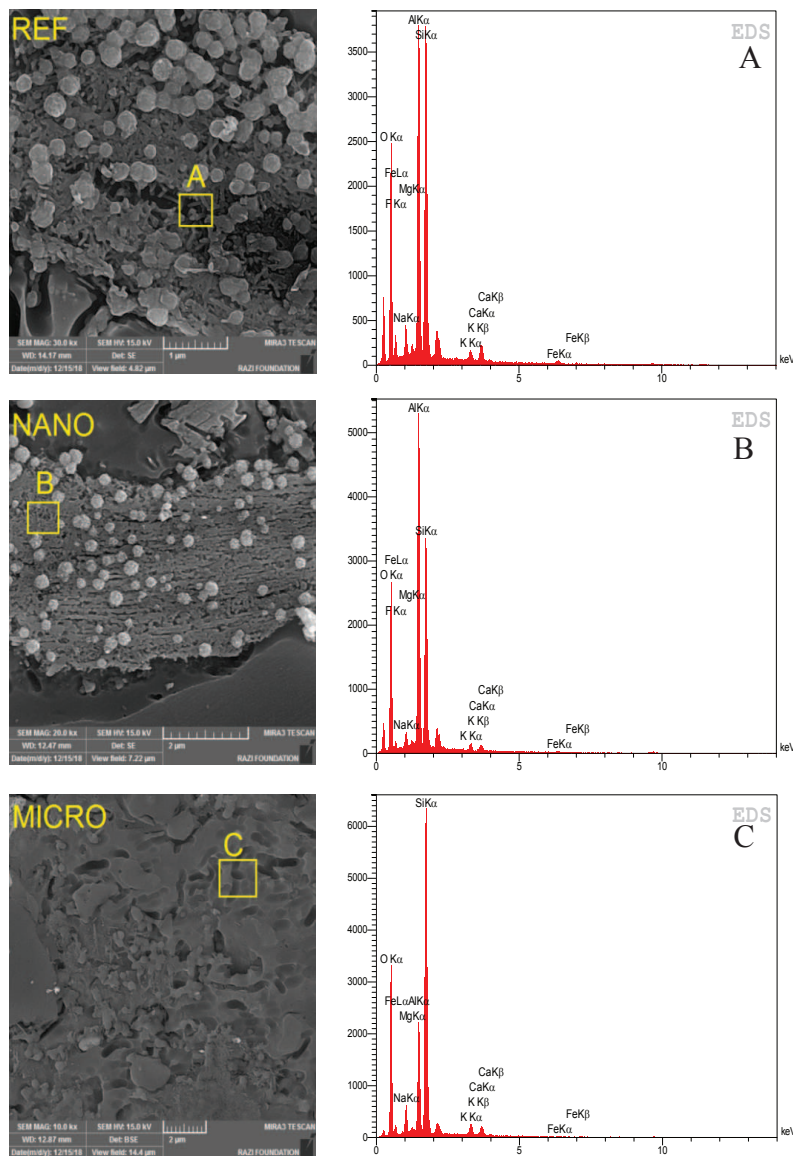 REF
A
SEM MAG: 30.0 kx
SEM HV: 15.0 kV
MIRA3 TESCAN
WD: 14.17 mm
Det: SE
1 µm
Date(m/d/y): 12/15/18
View field: 4.82 µm
RAZI FOUNDATION
EDS
A
AlKα
SiKα
3500
3000
O Kα
2500
FeLα
MgKα
2000
F Kα
1500
1000
CaKβ
CaKα
NaKα
K Kβ
500
FeKβ
K Kα
FeKα
0
keV
0
5
10
NANO
B
SEM MAG: 20.0 kx
SEM HV: 15.0 kV
MIRA3 TESCAN
WD: 12.47 mm
Det: SE
2 µm
Date(m/d/y): 12/15/18
View field: 7.22 µm
RAZI FOUNDATION
EDS
B
AlKα
5000
4000
SiKα
FeLα
3000
O Kα
MgKα
F Kα
2000
CaKβ
1000
CaKα
NaKα
K Kβ
FeKβ
K Kα
FeKα
0
keV
0
5
10
MICRO
C
SEM MAG: 10.0 kx
SEM HV: 15.0 kV
MIRA3 TESCAN
WD: 12.87 mm
Det: BSE
2 µm
Date(m/d/y): 12/15/18
View field: 14.4 µm
RAZI FOUNDATION
EDS
C
SiKα
6000
5000
4000
O Kα
3000
FeLα
AlKα
MgKα
2000
CaKβ
1000
CaKα
NaKα
K Kβ
FeKβ
K Kα
FeKα
0
keV
0
5
10